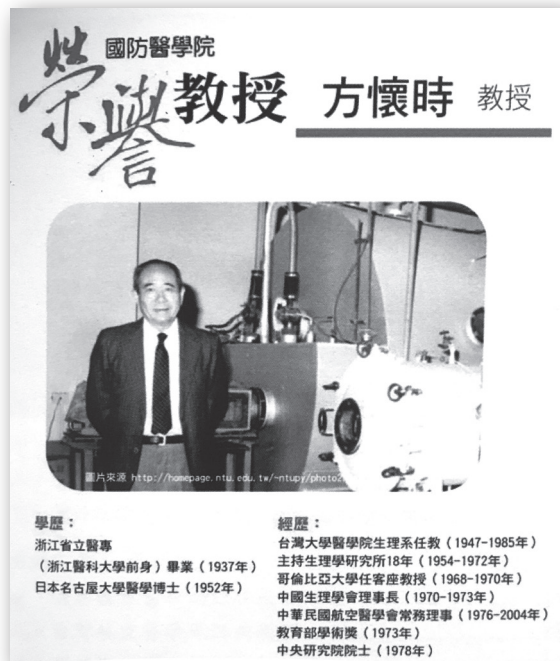 國防醫學院
榮譽教授 方懷時 教授
圖片來源 http://homepage.ntu.edu.tw/~ntupy/photo2
學歷：
浙江省立醫專
（浙江醫科大學前身）畢業（1937年）
日本名古屋大學醫學博士（1952年）
經歷：
台灣大學醫學院生理系任教（1947-1985年）
主持生理學研究所18年（1954-1972年）
哥倫比亞大學任客座教授（1968-1970年）
中國生理學會理事長（1970-1973年）
中華民國航空醫學會常務理事（1976-2004年）
教育部學術獎（1973年）
中央研究院院士（1978年）